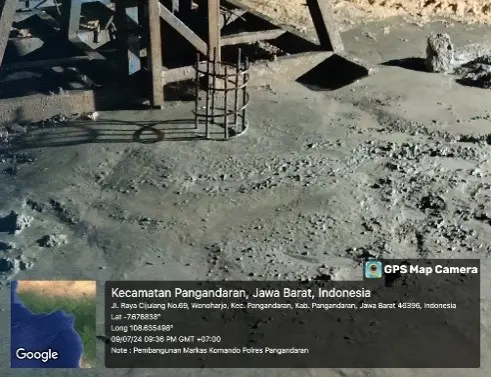 GPS Map Camera
Kecamatan Pangandaran, Jawa Barat, Indonesia
Jl. Raya Cijulang No.69, Wonoharjo, Kec. Pangandaran, Kab. Pangandaran, Jawa Barat 46396, Indonesia
Lat -7.678838°
Long 108.635498°
09/07/24 09:36 PM GMT +07:00
Note : Pembangunan Markas Komando Polres Pangandaran
Google